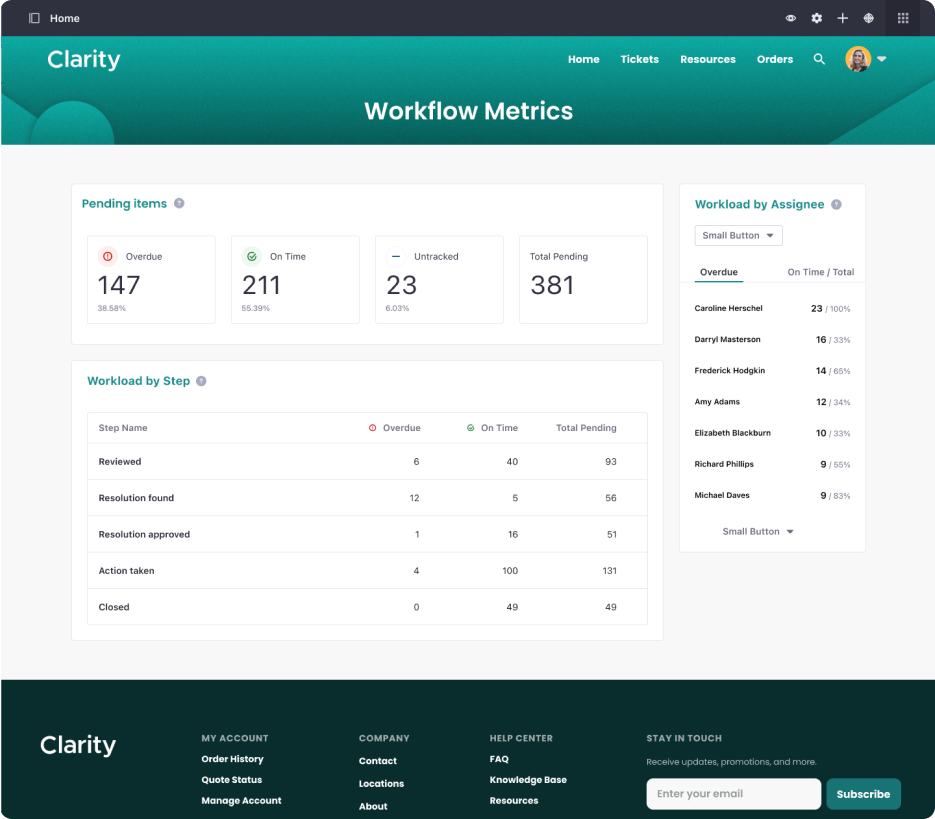 Home
Clarity
Home Tickets Resources Orders
Workflow Metrics
Pending items ?
Overdue
147
38.58%
On Time
211
55.39%
Untracked
23
6.03%
Total Pending
381
Workload by Step ?
Step Name Overdue On Time Total Pending
Reviewed 6 40 93
Resolution found 12 5 56
Resolution approved 1 16 51
Action taken 4 100 131
Closed 0 49 49
Workload by Assignee ?
Small Button
Overdue On Time / Total
Caroline Herschel 23 / 100%
Darryl Masterson 16 / 33%
Frederick Hodgkin 14 / 65%
Amy Adams 12 / 34%
Elizabeth Blackburn 10 / 33%
Richard Phillips 9 / 55%
Michael Daves 9 / 83%
Small Button
Clarity
MY ACCOUNT
Order History
Quote Status
Manage Account
COMPANY
Contact
Locations
About
HELP CENTER
FAQ
Knowledge Base
Resources
STAY IN TOUCH
Receive updates, promotions, and more.
Enter your email
Subscribe